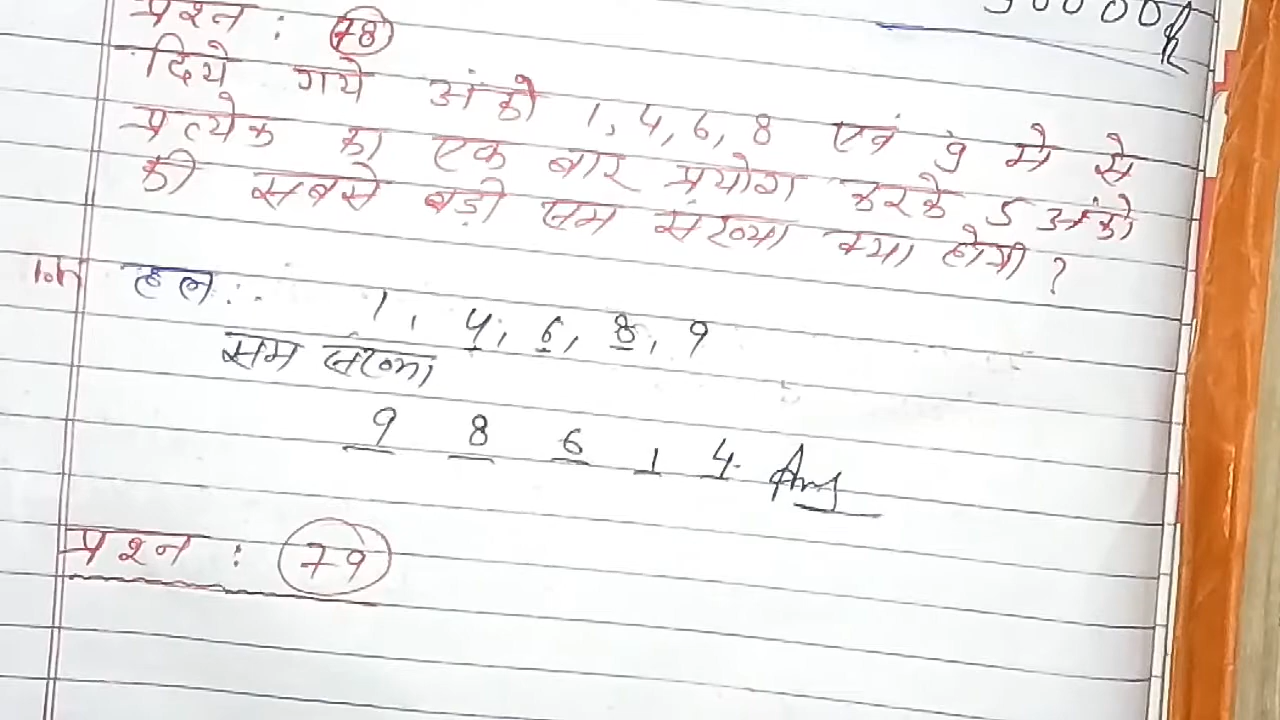 प्रश्न : 78
दिये गये अंको 1, 4, 6, 8 एवं 9 मे से
प्रत्येक का एक बार प्रयोग करके 5 अंको
की सबसे बड़ी सम संख्या क्या होगी ?
हल :. 1, 4, 6, 8, 9
सम संख्या
9 8 6 1 4 Ans
प्रश्न : 79